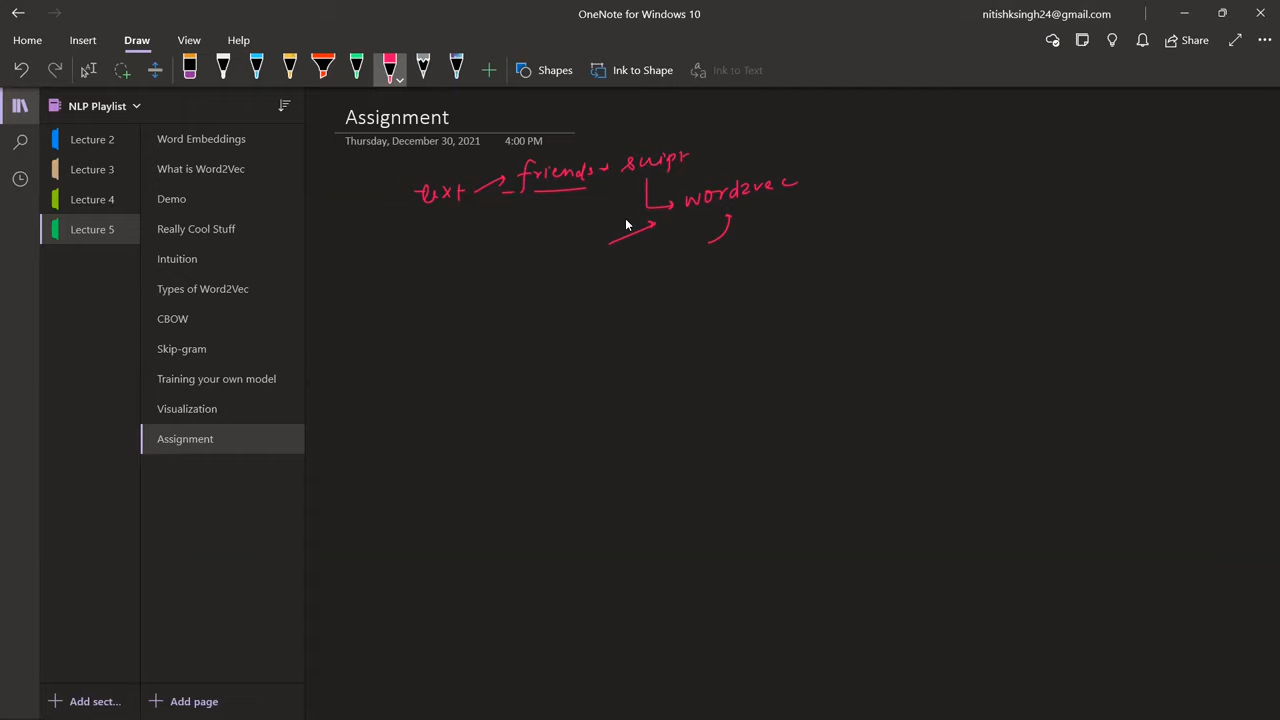 OneNote for Windows 10
nitishksingh24@gmail.com
Home Insert Draw View Help
Shapes Ink to Shape Ink to Text Share
NLP Playlist
Lecture 2
Lecture 3
Lecture 4
Lecture 5
Word Embeddings
What is Word2Vec
Demo
Really Cool Stuff
Intuition
Types of Word2Vec
CBOW
Skip-gram
Training your own model
Visualization
Assignment
Assignment
Thursday, December 30, 2021 4:00 PM
text friends script
word2vec
Add sect... Add page